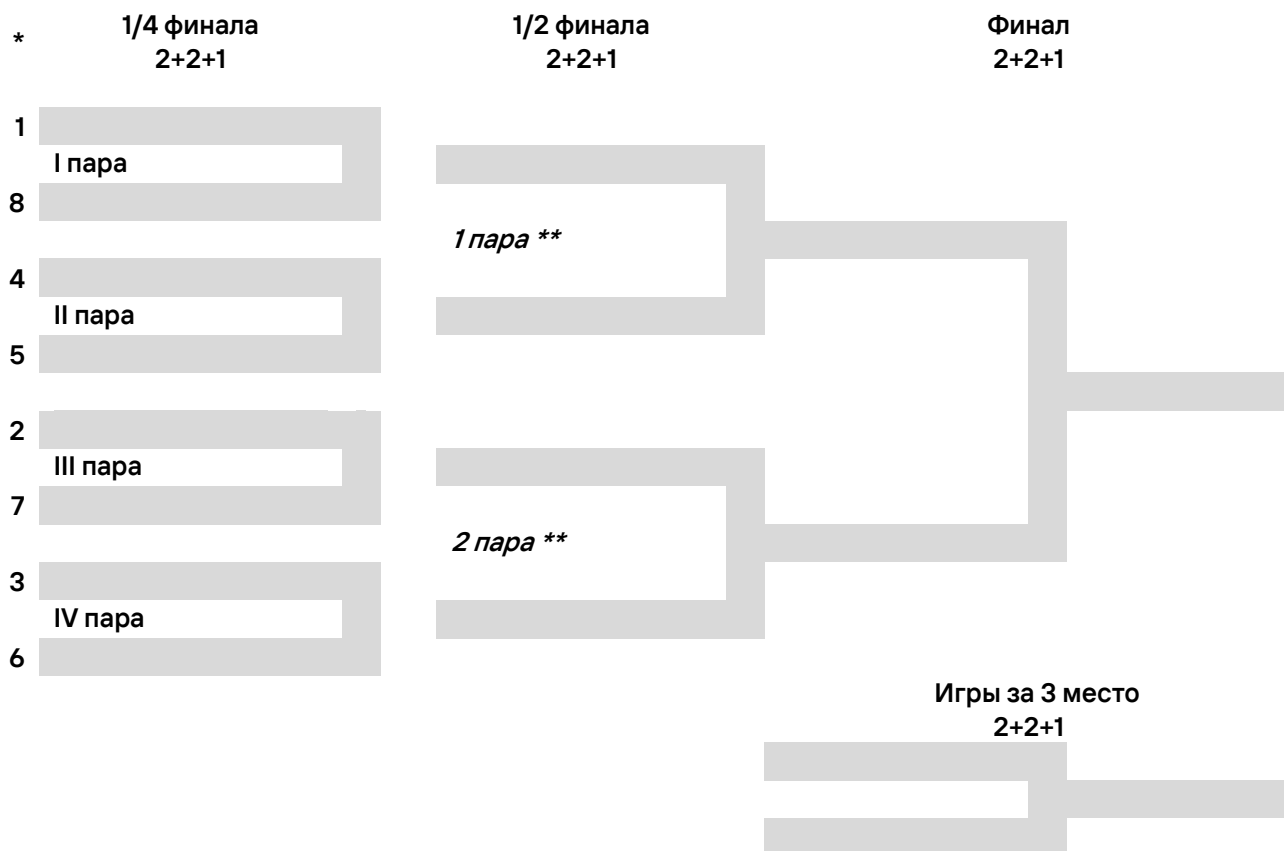 *
1/4 финала
2+2+1
1/2 финала
2+2+1
Финал
2+2+1
1
I пара
8
1 пара **
4
II пара
5
2
III пара
7
2 пара **
3
IV пара
6
Игры за 3 место
2+2+1